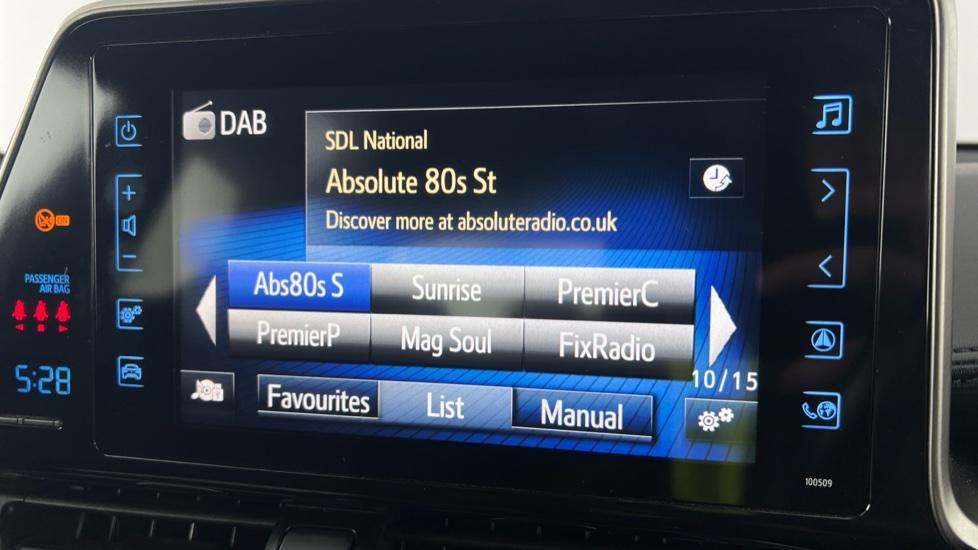 DAB
SDL National
Absolute 80s St
Discover more at absoluteradio.co.uk
Abs80s S
Sunrise
PremierC
PremierP
Mag Soul
FixRadio
10/15
Favourites
List
Manual
ON
PASSENGER
AIR BAG
5:28
100509